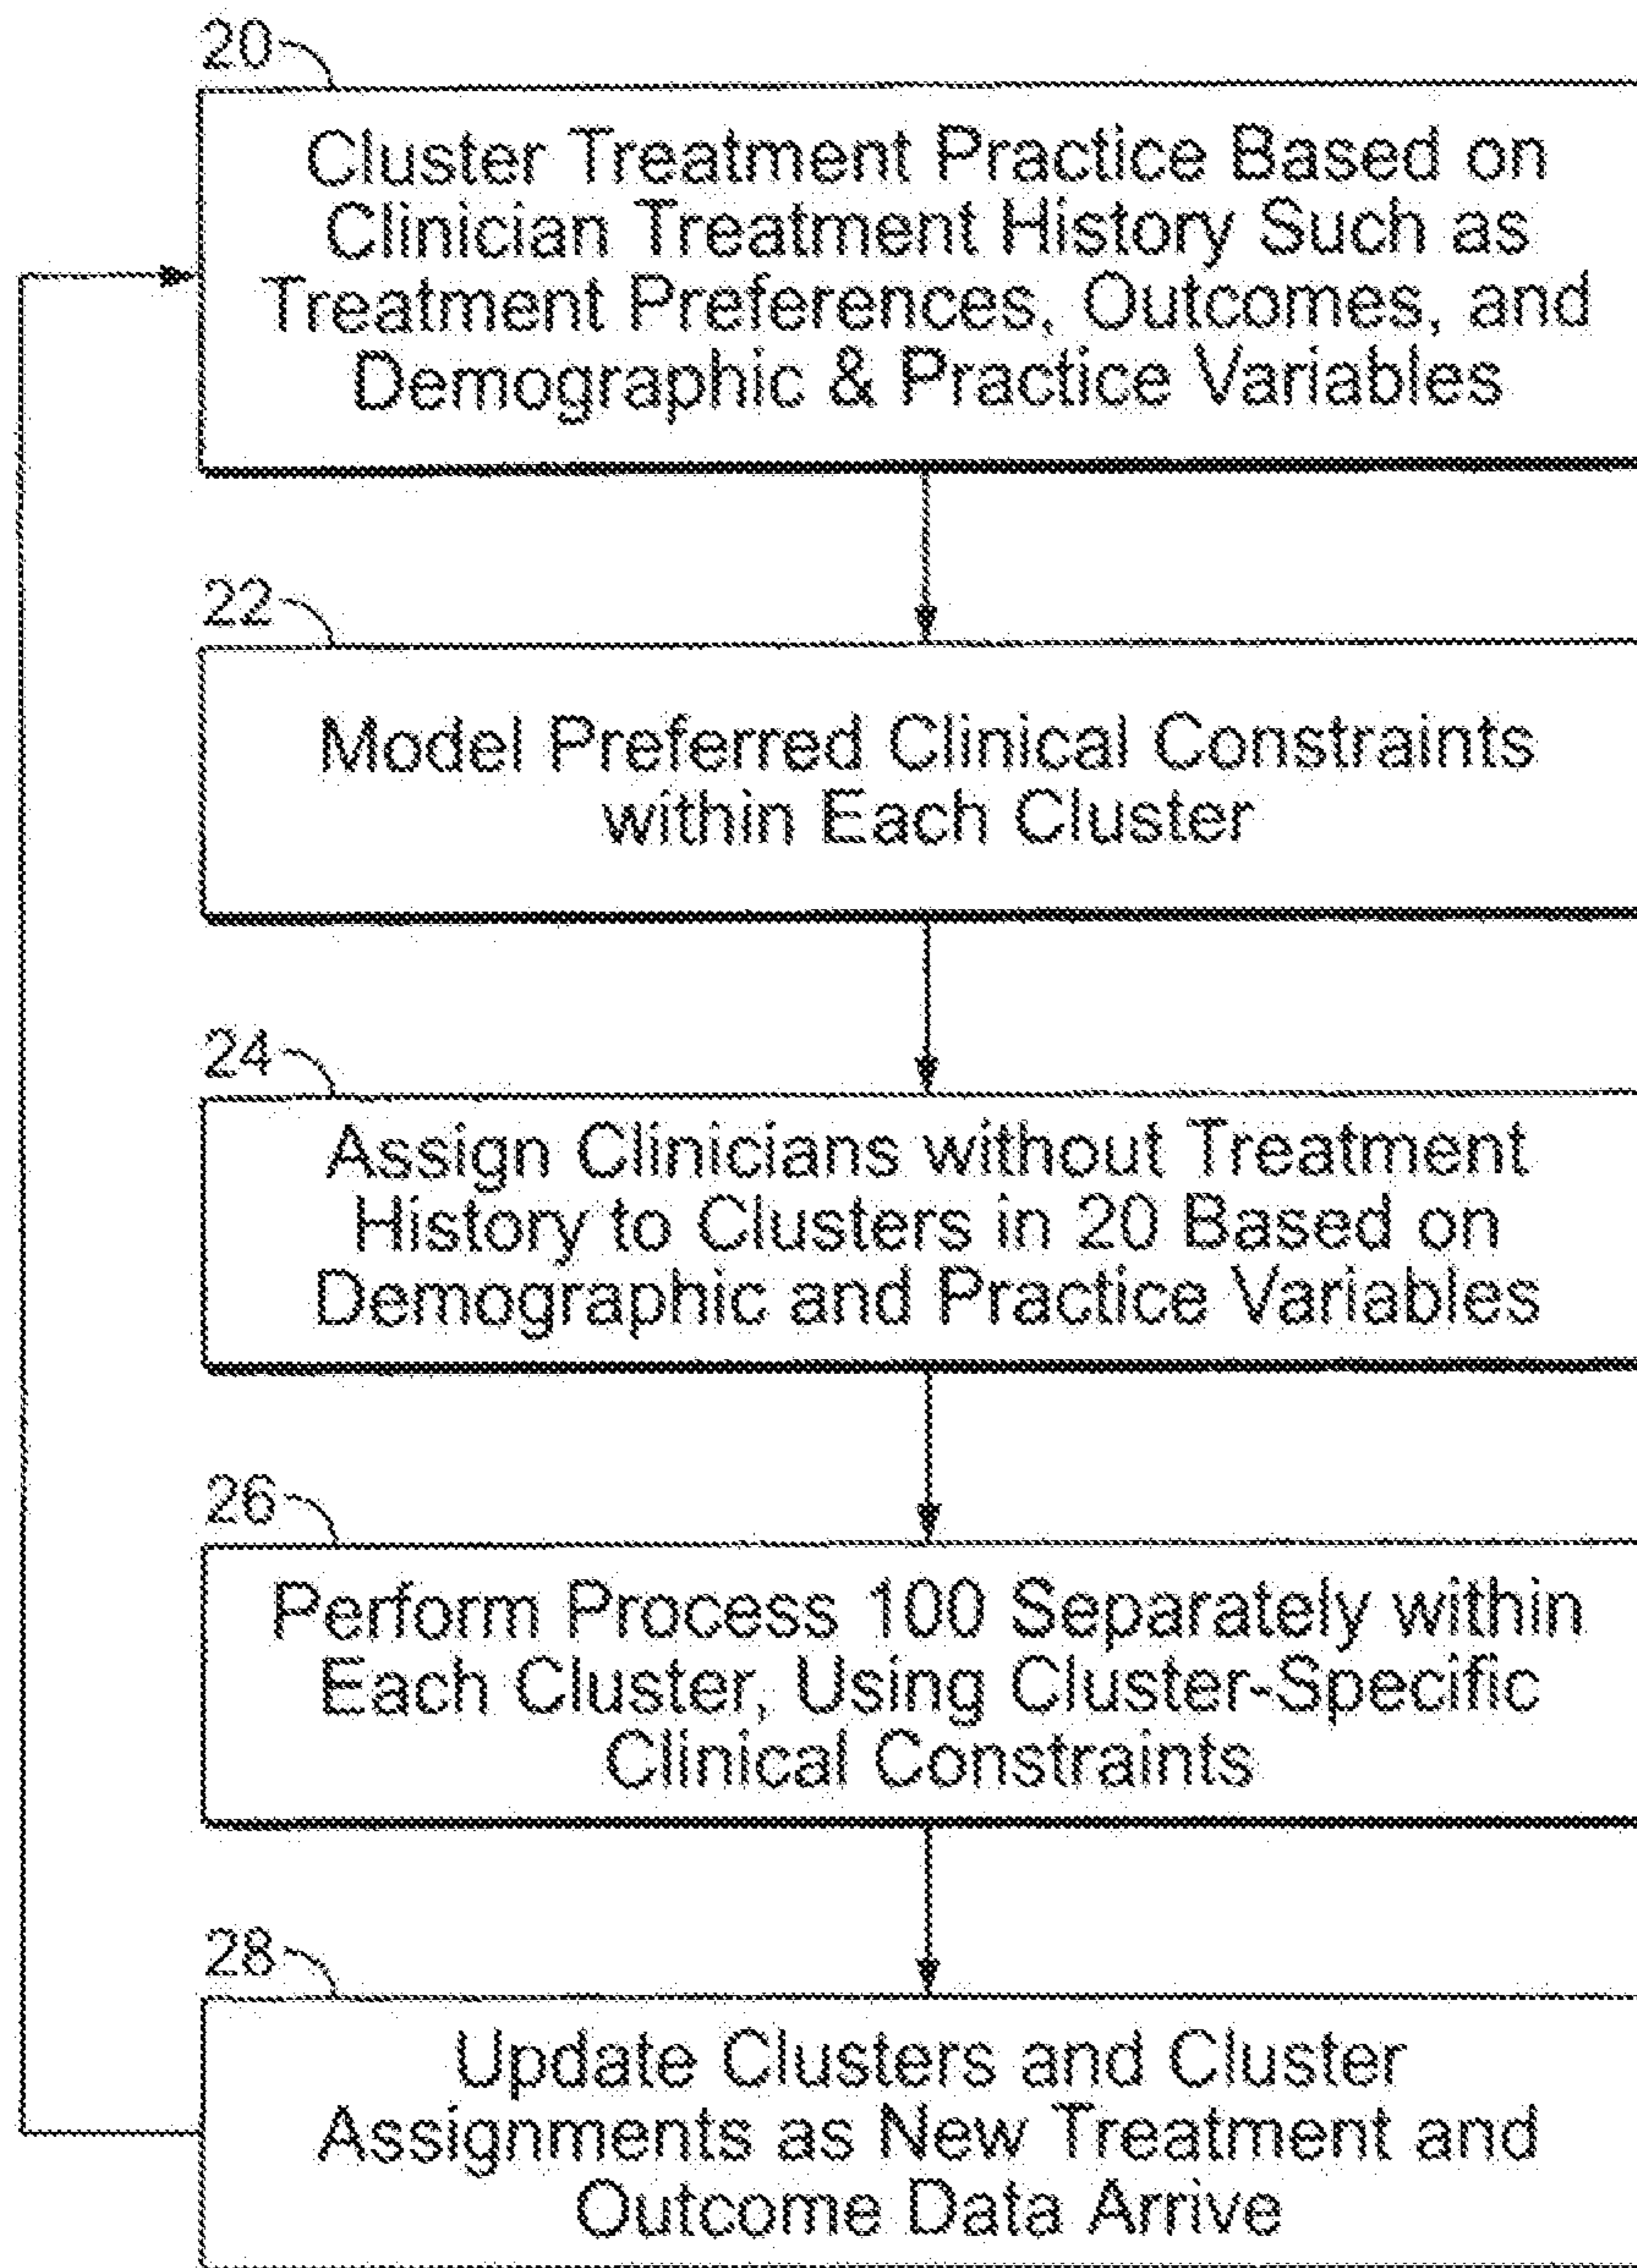 20
Cluster Treatment Practice Based on
Clinician Treatment History Such as
Treatment Preferences, Outcomes, and
Demographic & Practice Variables
22
Model Preferred Clinical Constraints
within Each Cluster
24
Assign Clinicians without Treatment
History to Clusters in 20 Based on
Demographic and Practice Variables
26
Perform Process 100 Separately within
Each Cluster, Using Cluster-Specific
Clinical Constraints
28
Update Clusters and Cluster
Assignments as New Treatment and
Outcome Data Arrive